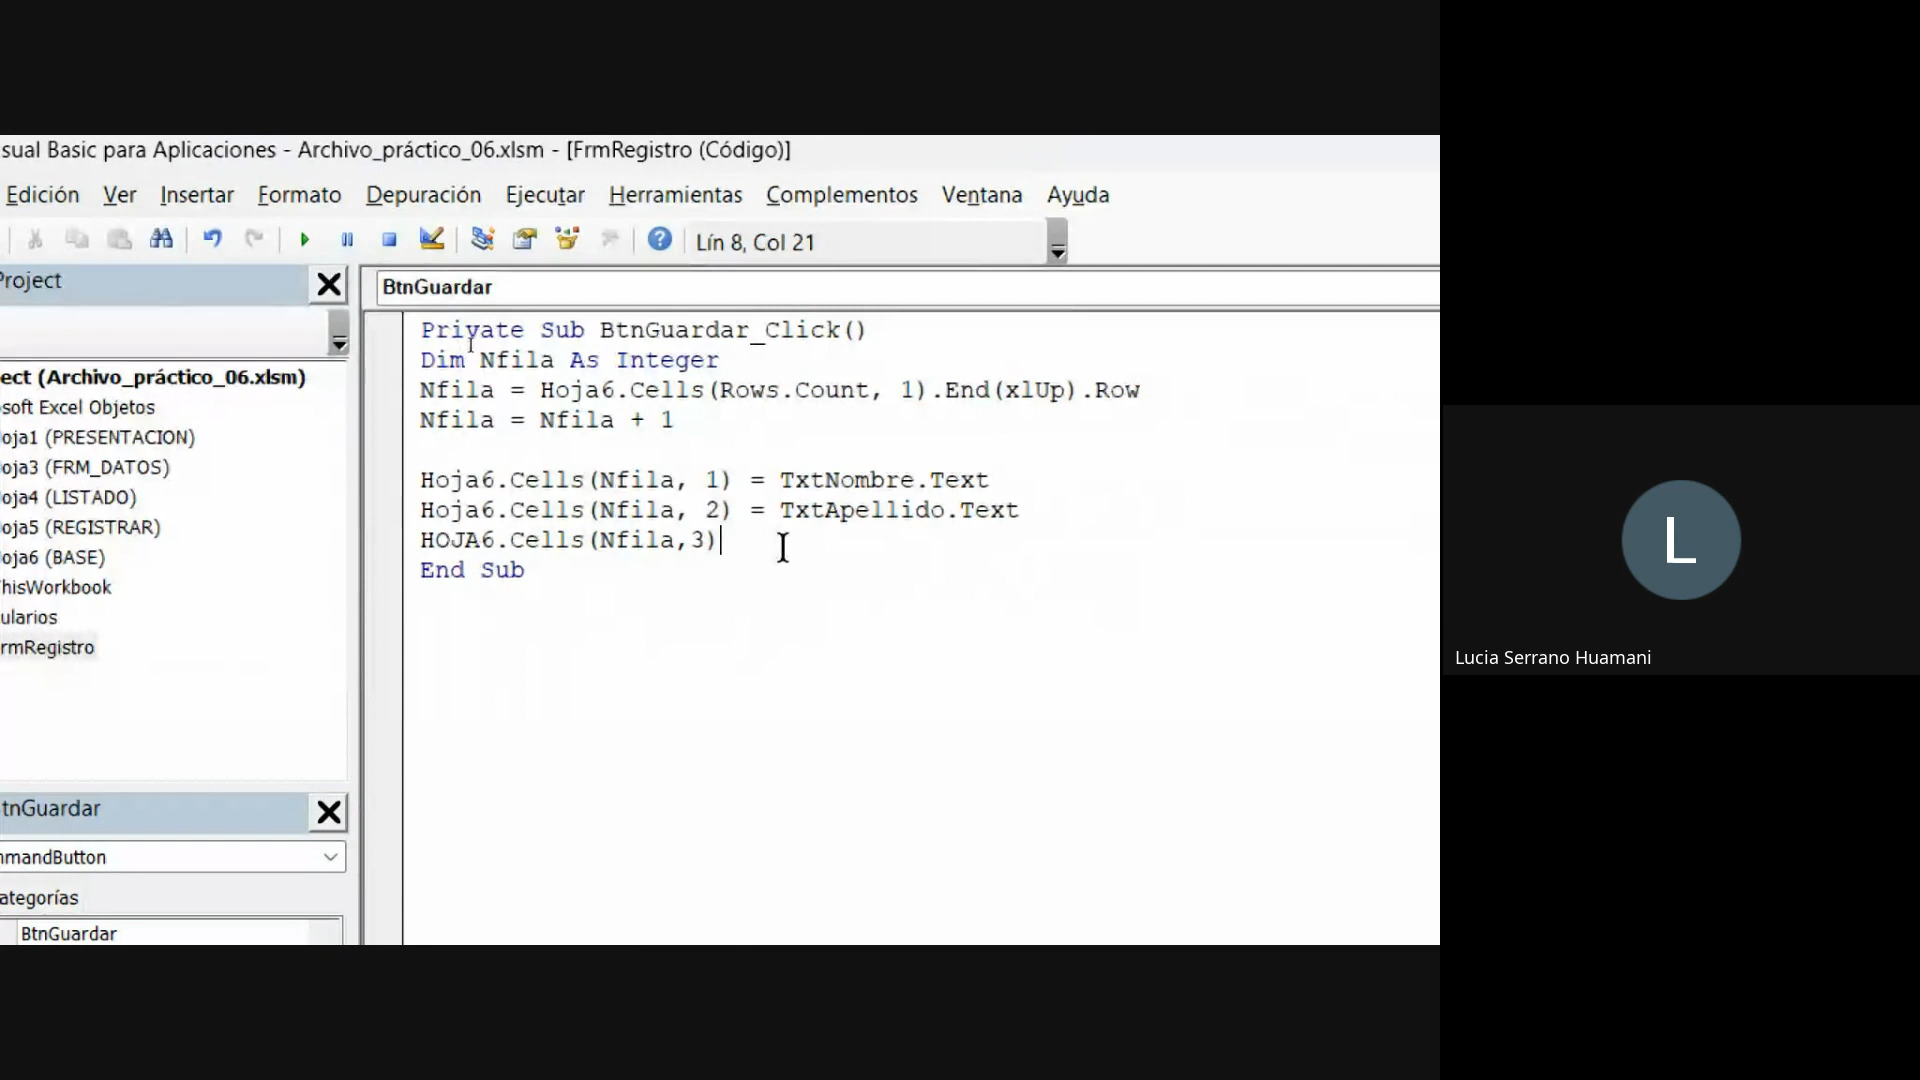 sual Basic para Aplicaciones - Archivo_práctico_06.xlsm - [FrmRegistro (Código)]
Edición Ver Insertar Formato Depuración Ejecutar Herramientas Complementos Ventana Ayuda
Lín 8, Col 21
Project
BtnGuardar
Private Sub BtnGuardar_Click()
Dim Nfila As Integer
Nfila = Hoja6.Cells(Rows.Count, 1).End(xlUp).Row
Nfila = Nfila + 1
Hoja6.Cells(Nfila, 1) = TxtNombre.Text
Hoja6.Cells(Nfila, 2) = TxtApellido.Text
HOJA6.Cells(Nfila,3)
End Sub
ect (Archivo_práctico_06.xlsm)
osoft Excel Objetos
oja1 (PRESENTACION)
oja3 (FRM_DATOS)
oja4 (LISTADO)
oja5 (REGISTRAR)
oja6 (BASE)
ThisWorkbook
ularios
rmRegistro
tnGuardar
mmandButton
ategorías
BtnGuardar
L
Lucia Serrano Huamani